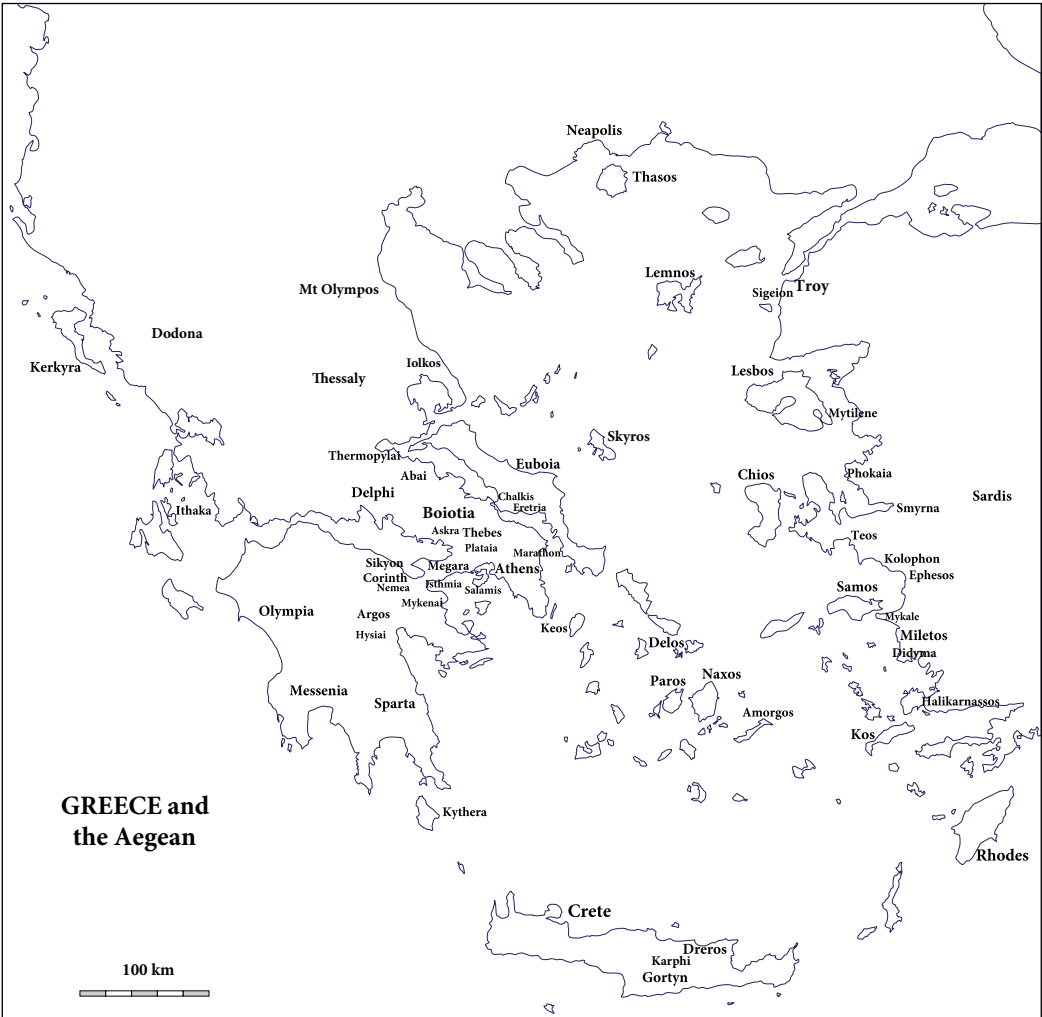 Neapolis
Thasos
Lemnos
Mt Olympos
Sigeion
Troy
Dodona
Kerkyra
Iolkos
Thessaly
Lesbos
Mytilene
Skyros
Thermopylai
Euboia
Abai
Chios
Phokaia
Delphi
Chalkis
Sardis
Eretria
Smyrna
Ithaka
Boiotia
Askra
Thebes
Teos
Plataia
Marathon
Kolophon
Sikyon
Megara
Athens
Ephesos
Corinth
Isthmia
Nemea
Salamis
Samos
Mykenai
Olympia
Argos
Mykale
Keos
Hysiai
Miletos
Delos
Didyma
Naxos
Paros
Messenia
Sparta
Halikarnassos
Amorgos
Kos
GREECE and
the Aegean
Kythera
Rhodes
Crete
Dreros
Karphi
Gortyn
100 km